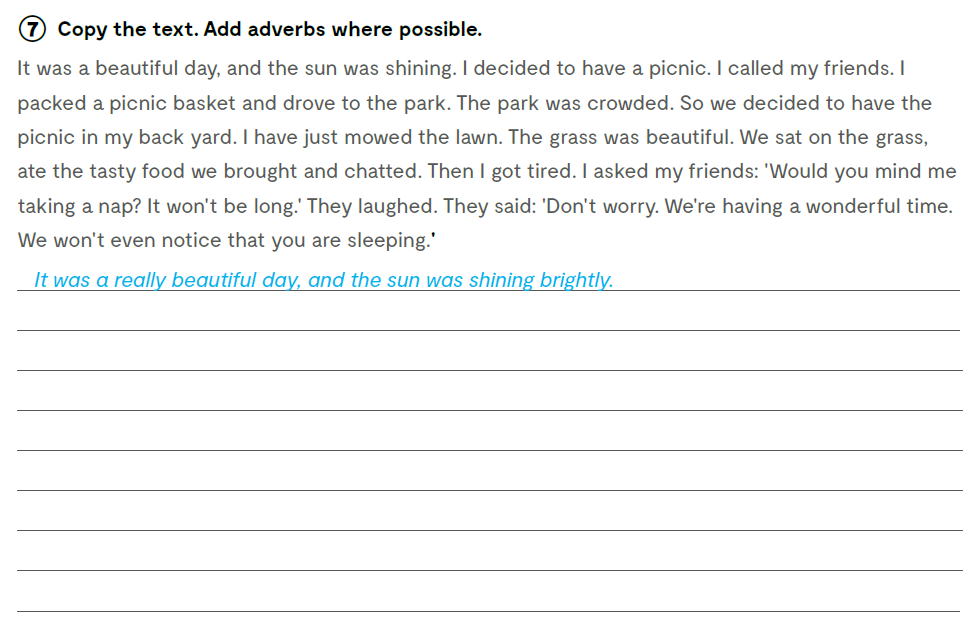 7 Copy the text. Add adverbs where possible.
It was a beautiful day, and the sun was shining. I decided to have a picnic. I called my friends. I
packed a picnic basket and drove to the park. The park was crowded. So we decided to have the
picnic in my back yard. I have just mowed the lawn. The grass was beautiful. We sat on the grass,
ate the tasty food we brought and chatted. Then I got tired. I asked my friends: 'Would you mind me
taking a nap? It won't be long.' They laughed. They said: 'Don't worry. We're having a wonderful time.
We won't even notice that you are sleeping.'
It was a really beautiful day, and the sun was shining brightly.